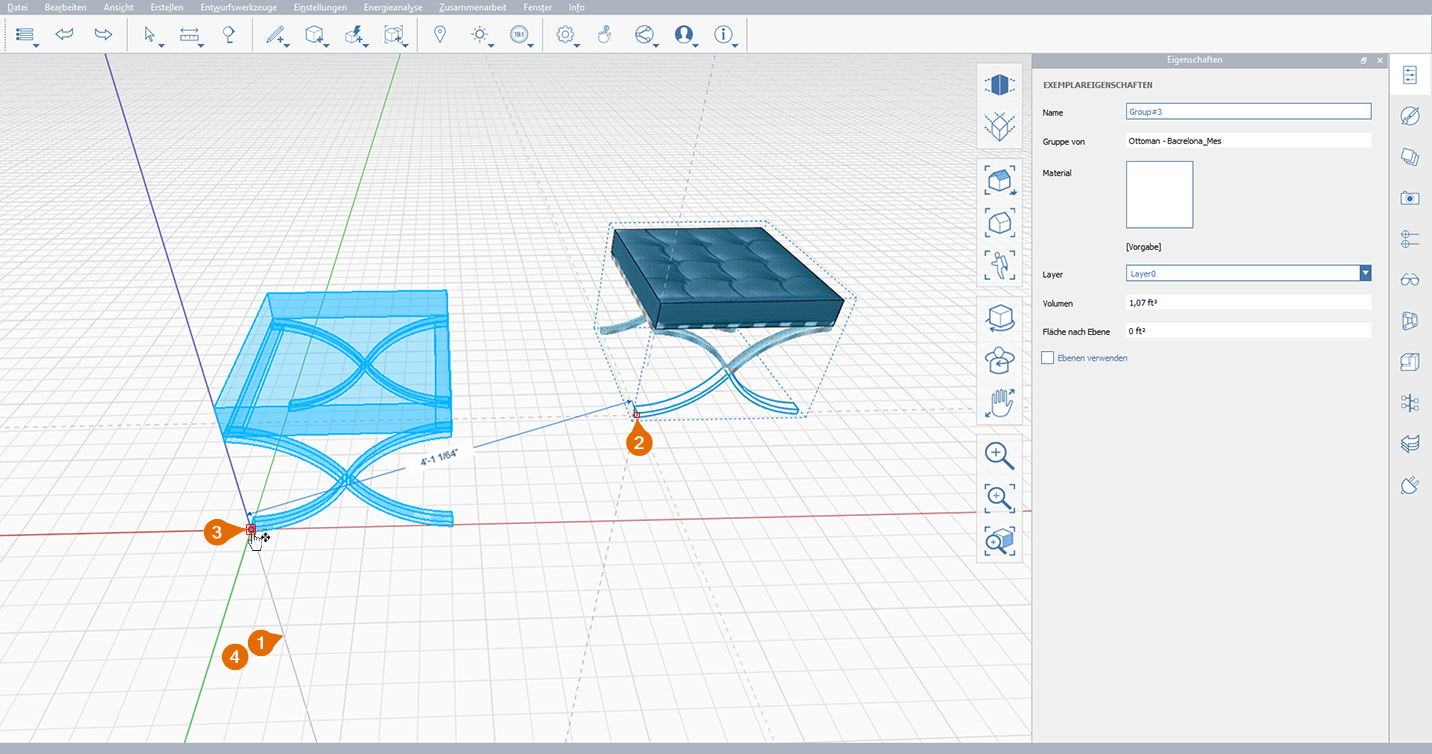 Datei Bearbeiten Ansicht Erstellen Entwurfswerkzeuge Einstellungen Energieanalyse Zusammenarbeit Fenster Info
19.1
Eigenschaften
EXEMPLAREIGENSCHAFTEN
Name Group#3
Gruppe von Ottoman - Bacrelona_Mes
Material
[Vorgabe]
Layer Layer0
Volumen 1,07 ft³
Fläche nach Ebene 0 ft²
Ebenen verwenden
2
4'-1 1/64"
3
1
4